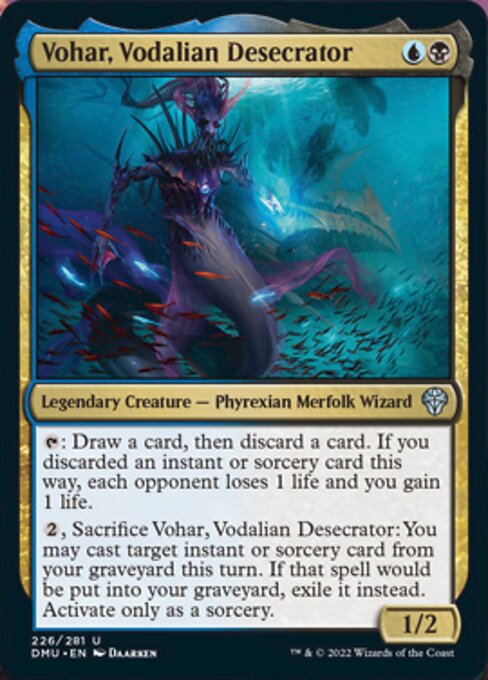 Vohar, Vodalian Desecrator
Legendary Creature — Phyrexian Merfolk Wizard
: Draw a card, then discard a card. If you
discarded an instant or sorcery card this
way, each opponent loses 1 life and you gain
1 life.
2, Sacrifice Vohar, Vodalian Desecrator: You
may cast target instant or sorcery card from
your graveyard this turn. If that spell would
be put into your graveyard, exile it instead.
Activate only as a sorcery.
1/2
226/281 U
DMU • EN Daarken
™ & © 2022 Wizards of the Coast